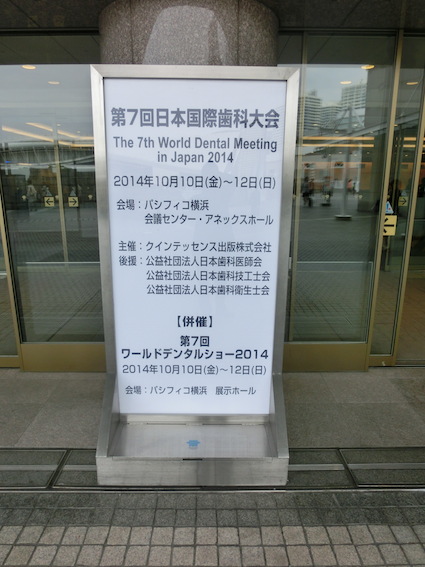 第7回日本国際歯科大会
The 7th World Dental Meeting
in Japan 2014
2014年10月10日(金)～12日(日)
会場：パシフィコ横浜
会議センター・アネックスホール
主催：クインテッセンス出版株式会社
後援：公益社団法人日本歯科医師会
公益社団法人日本歯科技工士会
公益社団法人日本歯科衛生士会
【併催】
第7回
ワールドデンタルショー2014
2014年10月10日(金)～12日(日)
会場：パシフィコ横浜　展示ホール